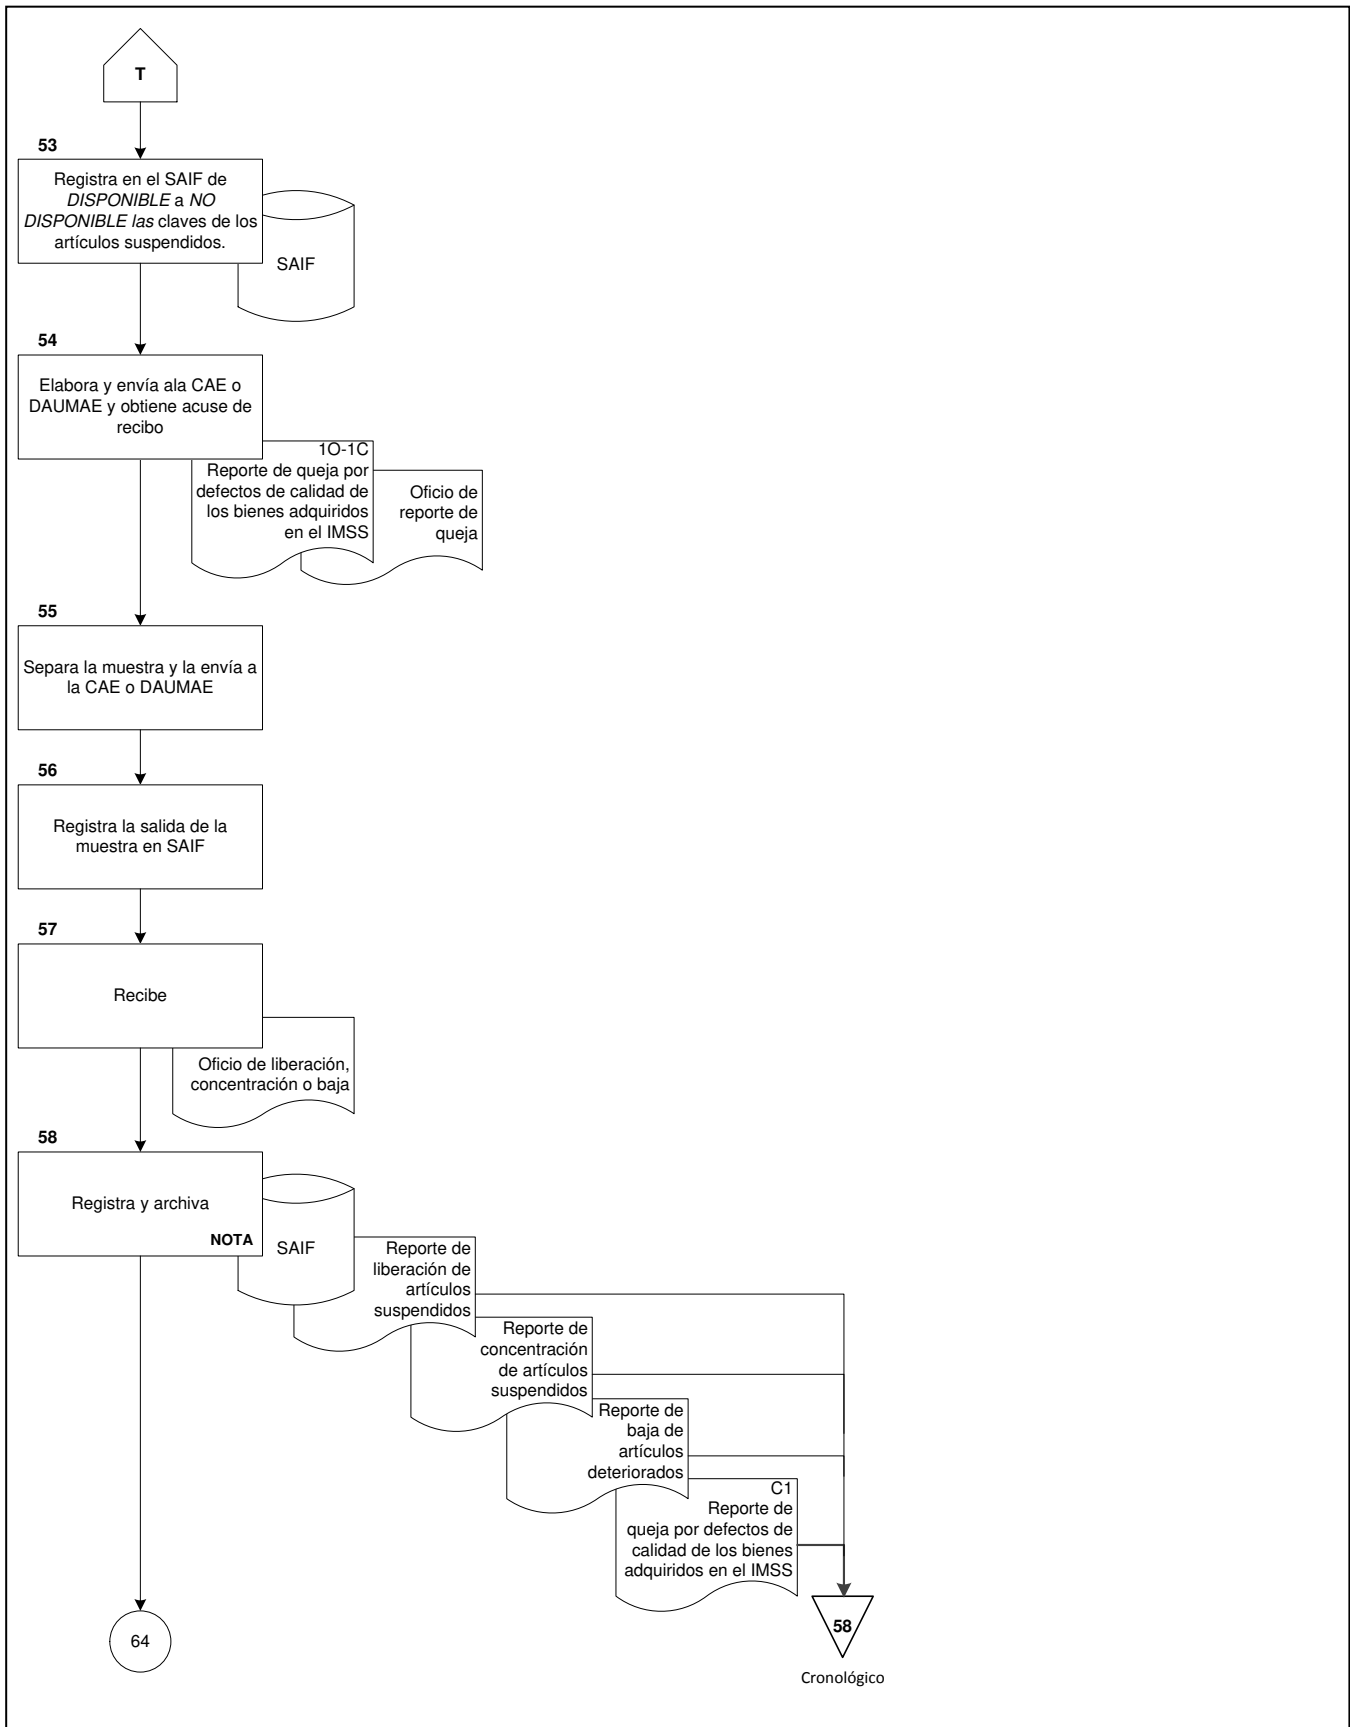 T
53
Registra en el SAIF de
DISPONIBLE a NO
DISPONIBLE las claves de los
artículos suspendidos.
SAIF
54
Elabora y envía ala CAE o
DAUMAE y obtiene acuse de
recibo
1O-1C
Reporte de queja por
defectos de calidad de
los bienes adquiridos
en el IMSS
Oficio de
reporte de
queja
55
Separa la muestra y la envía a
la CAE o DAUMAE
56
Registra la salida de la
muestra en SAIF
57
Recibe
Oficio de liberación,
concentración o baja
58
Registra y archiva
NOTA
SAIF
Reporte de
liberación de
artículos
suspendidos
Reporte de
concentración
de artículos
suspendidos
Reporte de
baja de
artículos
deteriorados
C1
Reporte de
queja por defectos de
calidad de los bienes
adquiridos en el IMSS
58
Cronológico
64